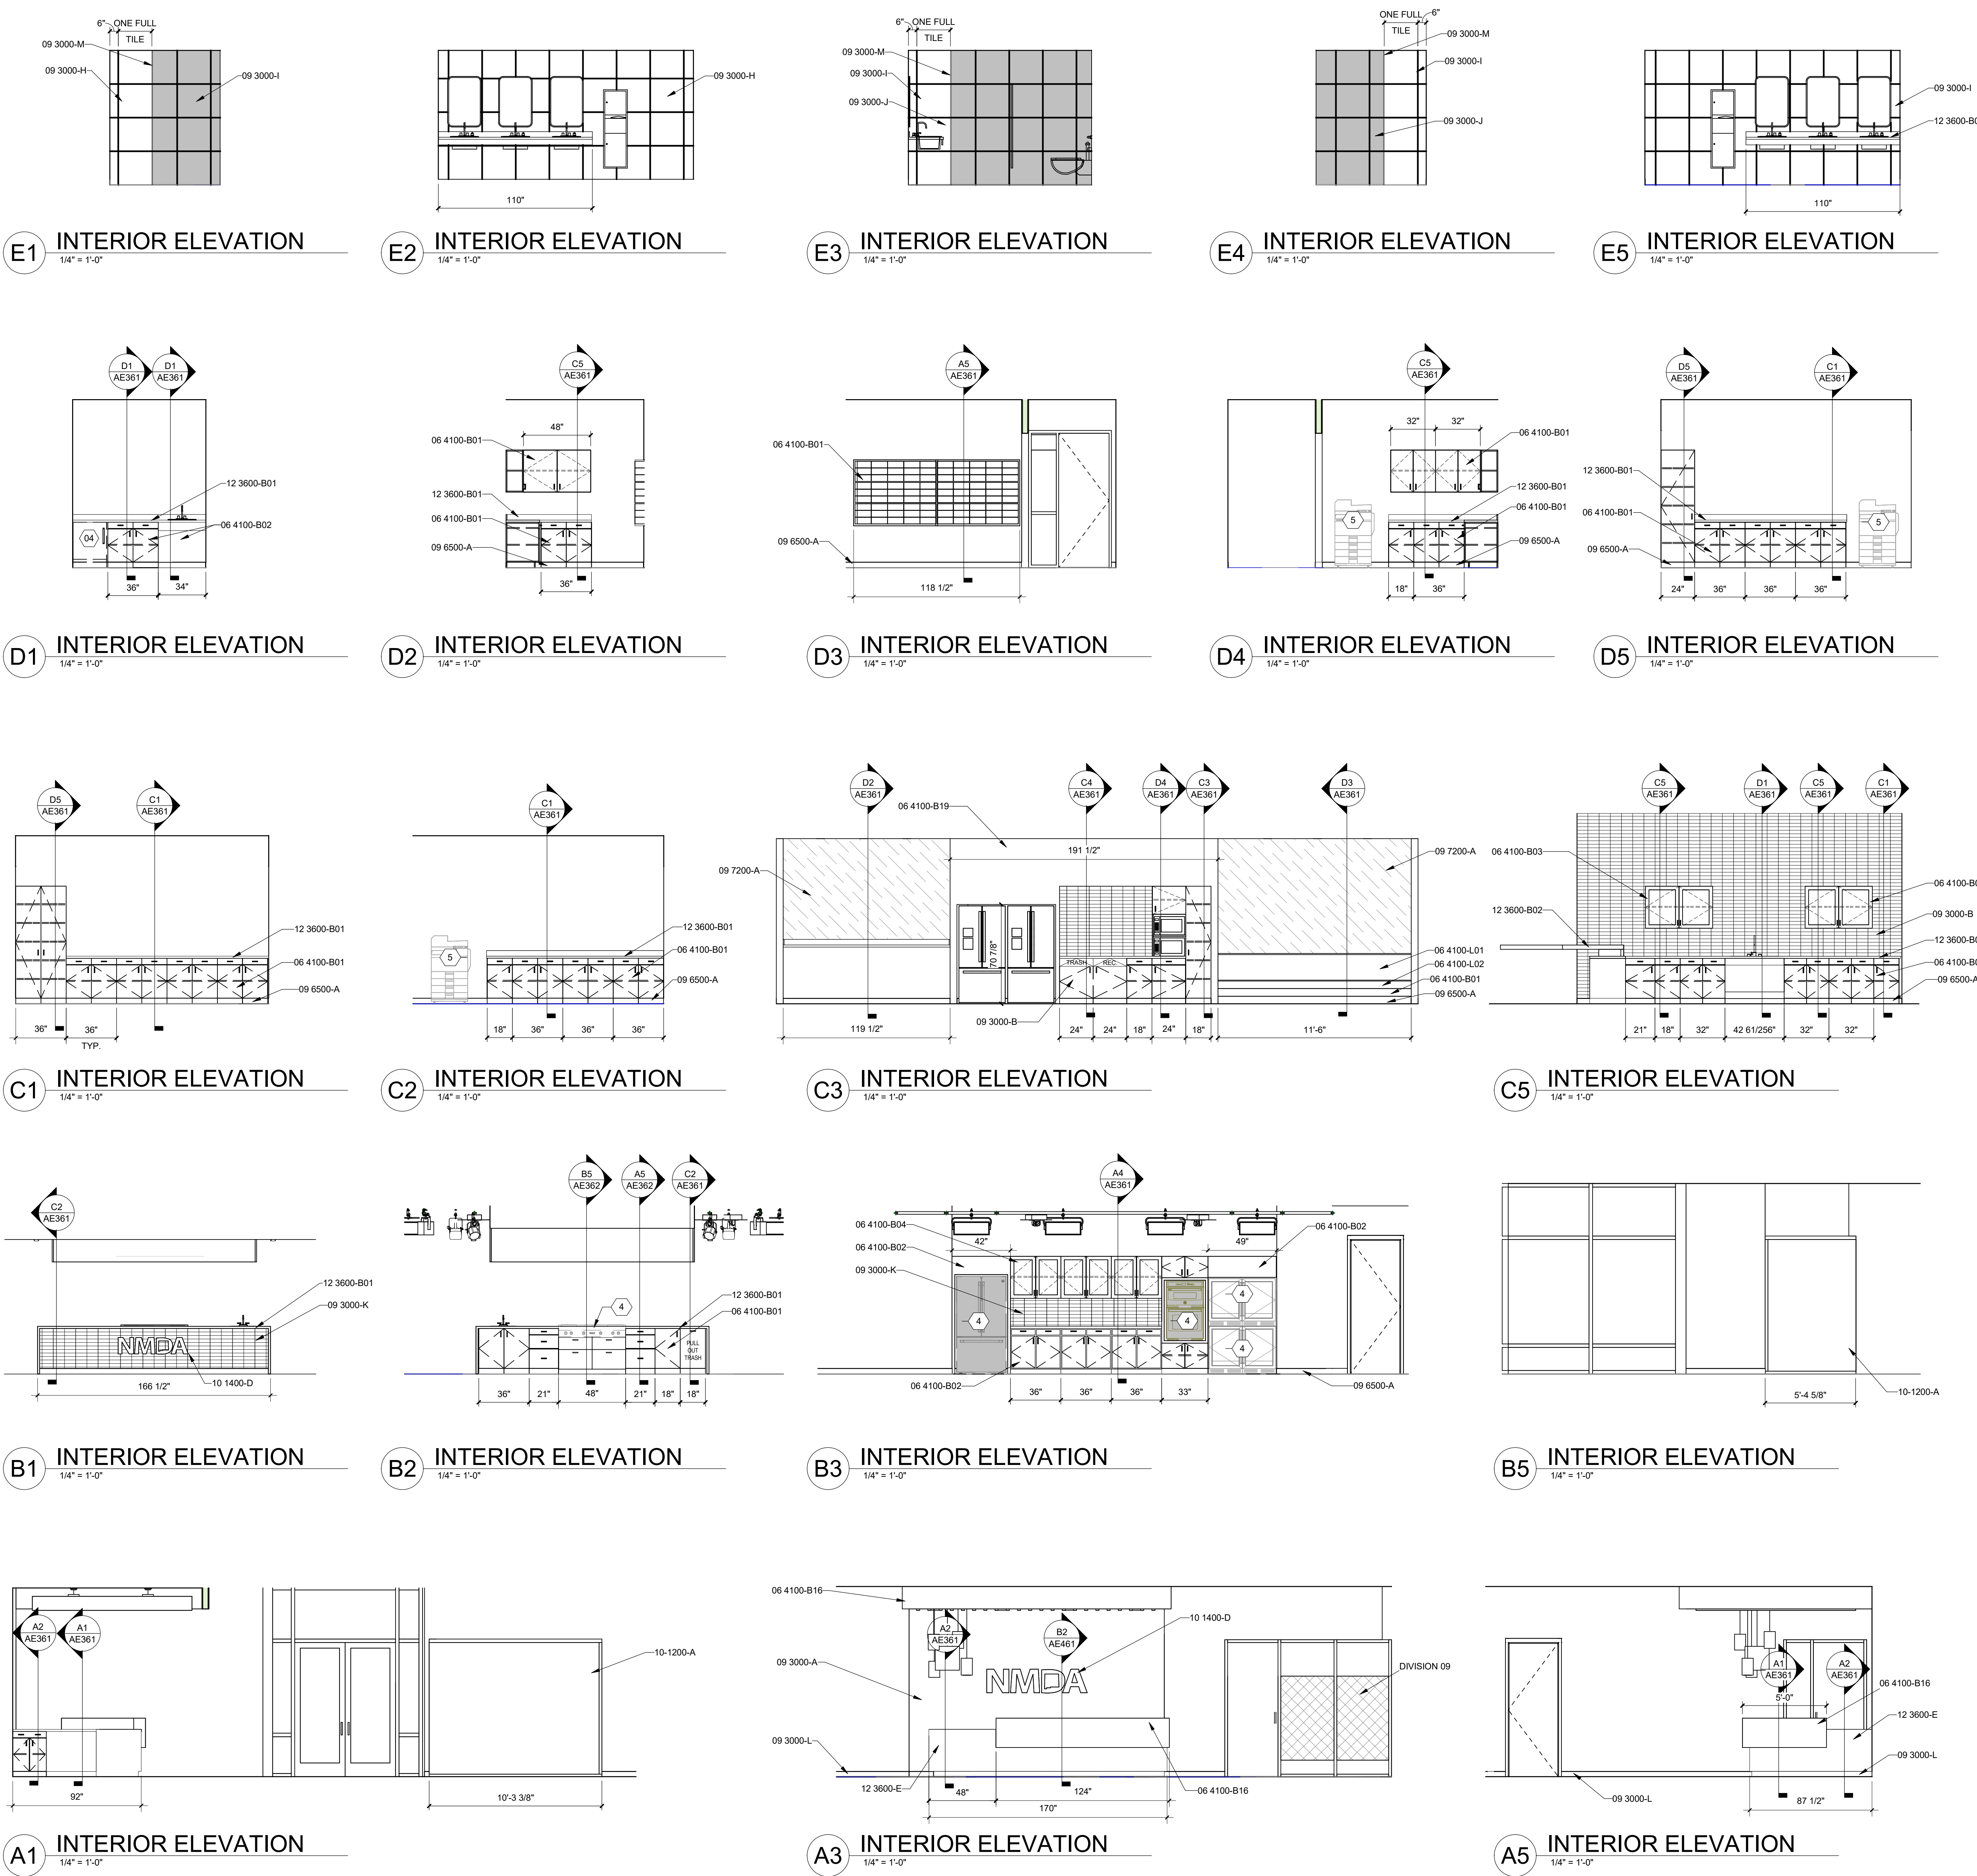 6" ONE FULL
TILE
09 3000-M
09 3000-H
09 3000-I
E1 INTERIOR ELEVATION
1/4" = 1'-0"
09 3000-H
110"
E2 INTERIOR ELEVATION
1/4" = 1'-0"
6" ONE FULL
TILE
09 3000-M
09 3000-I
09 3000-J
E3 INTERIOR ELEVATION
1/4" = 1'-0"
ONE FULL 6"
TILE
09 3000-M
09 3000-I
09 3000-J
E4 INTERIOR ELEVATION
1/4" = 1'-0"
09 3000-I
12 3600-B0
110"
E5 INTERIOR ELEVATION
1/4" = 1'-0"
D1
AE361
D1
AE361
12 3600-B01
06 4100-B02
04
36" 34"
D1 INTERIOR ELEVATION
1/4" = 1'-0"
C5
AE361
48"
06 4100-B01
12 3600-B01
06 4100-B01
09 6500-A
36"
D2 INTERIOR ELEVATION
1/4" = 1'-0"
A5
AE361
06 4100-B01
09 6500-A
118 1/2"
D3 INTERIOR ELEVATION
1/4" = 1'-0"
C5
AE361
32" 32"
06 4100-B01
12 3600-B01
06 4100-B01
5
09 6500-A
18" 36"
D4 INTERIOR ELEVATION
1/4" = 1'-0"
D5
AE361
C1
AE361
12 3600-B01
06 4100-B01
5
09 6500-A
24" 36" 36" 36"
D5 INTERIOR ELEVATION
1/4" = 1'-0"
D5
AE361
C1
AE361
12 3600-B01
06 4100-B01
09 6500-A
36" 36"
TYP.
C1 INTERIOR ELEVATION
1/4" = 1'-0"
C1
AE361
12 3600-B01
06 4100-B01
5
09 6500-A
18" 36" 36" 36"
C2 INTERIOR ELEVATION
1/4" = 1'-0"
D2
AE361
C4
AE361
D4
AE361
C3
AE361
D3
AE361
06 4100-B19
191 1/2"
09 7200-A
09 7200-A
70 7/8"
TRASH REC
06 4100-L01
06 4100-L02
06 4100-B01
09 6500-A
09 3000-B
119 1/2" 24" 24" 18" 24" 18" 11'-6"
C3 INTERIOR ELEVATION
1/4" = 1'-0"
C5
AE361
D1
AE361
C5
AE361
C1
AE361
06 4100-B03
06 4100-B0
12 3600-B02
09 3000-B
12 3600-B0
06 4100-B0
09 6500-A
21" 18" 32" 42 61/256" 32" 32"
C5 INTERIOR ELEVATION
1/4" = 1'-0"
C2
AE361
12 3600-B01
09 3000-K
NMDA
10 1400-D
166 1/2"
B1 INTERIOR ELEVATION
1/4" = 1'-0"
B5
AE362
A5
AE362
C2
AE361
4
12 3600-B01
06 4100-B01
PULL
OUT
TRASH
36" 21" 48" 21" 18" 18"
B2 INTERIOR ELEVATION
1/4" = 1'-0"
A4
AE361
06 4100-B04
06 4100-B02
42" 49"
06 4100-B02
09 3000-K
4
4
4
4
06 4100-B02
09 6500-A
36" 36" 36" 33"
B3 INTERIOR ELEVATION
1/4" = 1'-0"
10-1200-A
5'-4 5/8"
B5 INTERIOR ELEVATION
1/4" = 1'-0"
A2
AE361
A1
AE361
10-1200-A
92"
10'-3 3/8"
A1 INTERIOR ELEVATION
1/4" = 1'-0"
06 4100-B16
A2
AE361
B2
AE461
10 1400-D
09 3000-A
NMDA
DIVISION 09
09 3000-L
12 3600-E
48" 124"
06 4100-B16
170"
A3 INTERIOR ELEVATION
1/4" = 1'-0"
A1
AE361
A2
AE361
5'-0"
06 4100-B16
12 3600-E
09 3000-L
09 3000-L
87 1/2"
A5 INTERIOR ELEVATION
1/4" = 1'-0"